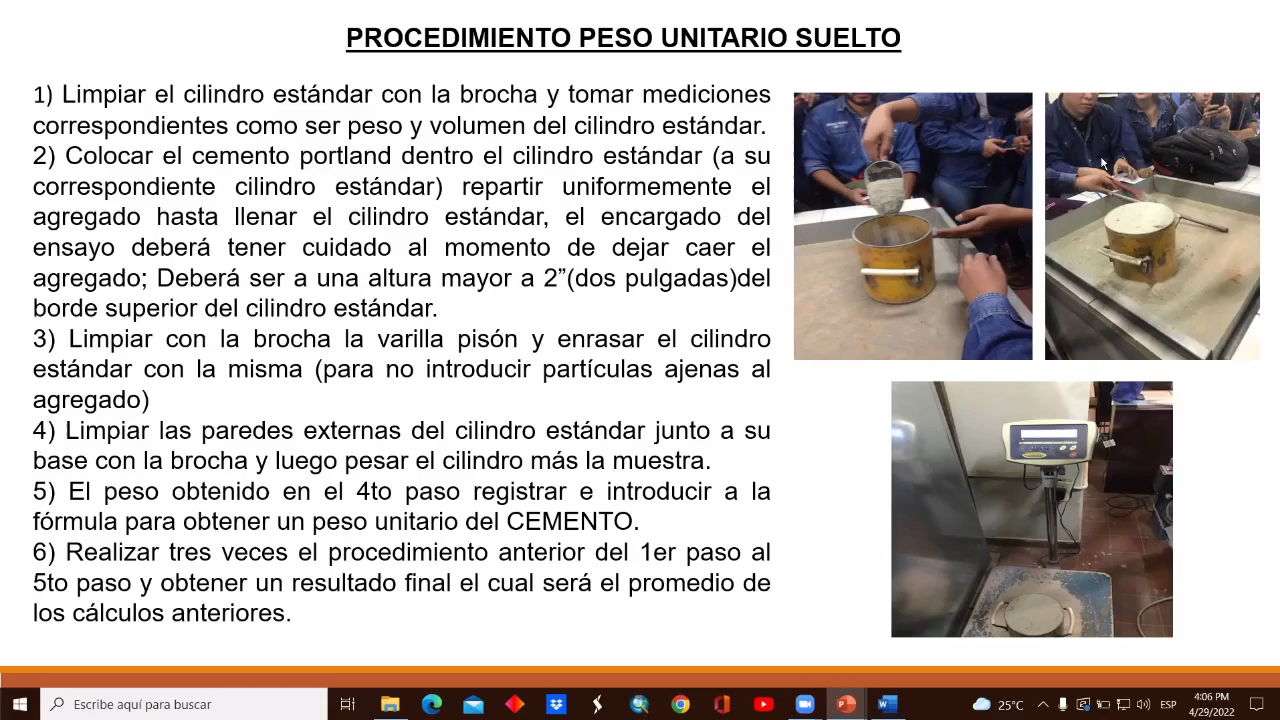 PROCEDIMIENTO PESO UNITARIO SUELTO
1) Limpiar el cilindro estándar con la brocha y tomar mediciones
correspondientes como ser peso y volumen del cilindro estándar.
2) Colocar el cemento portland dentro el cilindro estándar (a su
correspondiente cilindro estándar) repartir uniformemente el
agregado hasta llenar el cilindro estándar, el encargado del
ensayo deberá tener cuidado al momento de dejar caer el
agregado; Deberá ser a una altura mayor a 2”(dos pulgadas)del
borde superior del cilindro estándar.
3) Limpiar con la brocha la varilla pisón y enrasar el cilindro
estándar con la misma (para no introducir partículas ajenas al
agregado)
4) Limpiar las paredes externas del cilindro estándar junto a su
base con la brocha y luego pesar el cilindro más la muestra.
5) El peso obtenido en el 4to paso registrar e introducir a la
fórmula para obtener un peso unitario del CEMENTO.
6) Realizar tres veces el procedimiento anterior del 1er paso al
5to paso y obtener un resultado final el cual será el promedio de
los cálculos anteriores.
Escribe aquí para buscar
25°C
ESP
4:06 PM
4/29/2022